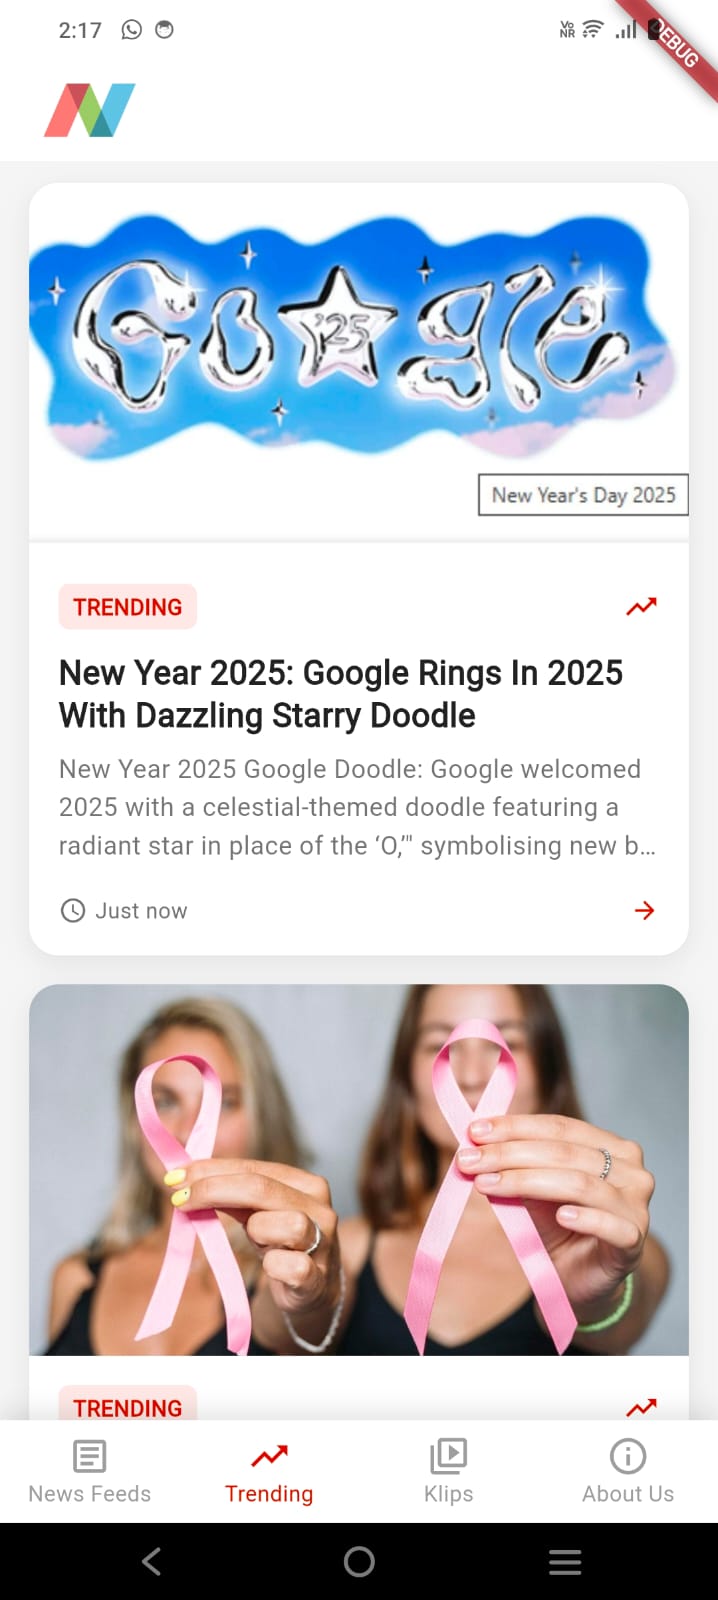 2:17
Vo
NR
DEBUG
Go gle
'25
New Year's Day 2025
TRENDING
New Year 2025: Google Rings In 2025
With Dazzling Starry Doodle
New Year 2025 Google Doodle: Google welcomed
2025 with a celestial-themed doodle featuring a
radiant star in place of the ‘O,’" symbolising new b...
Just now
TRENDING
News Feeds
Trending
Klips
About Us